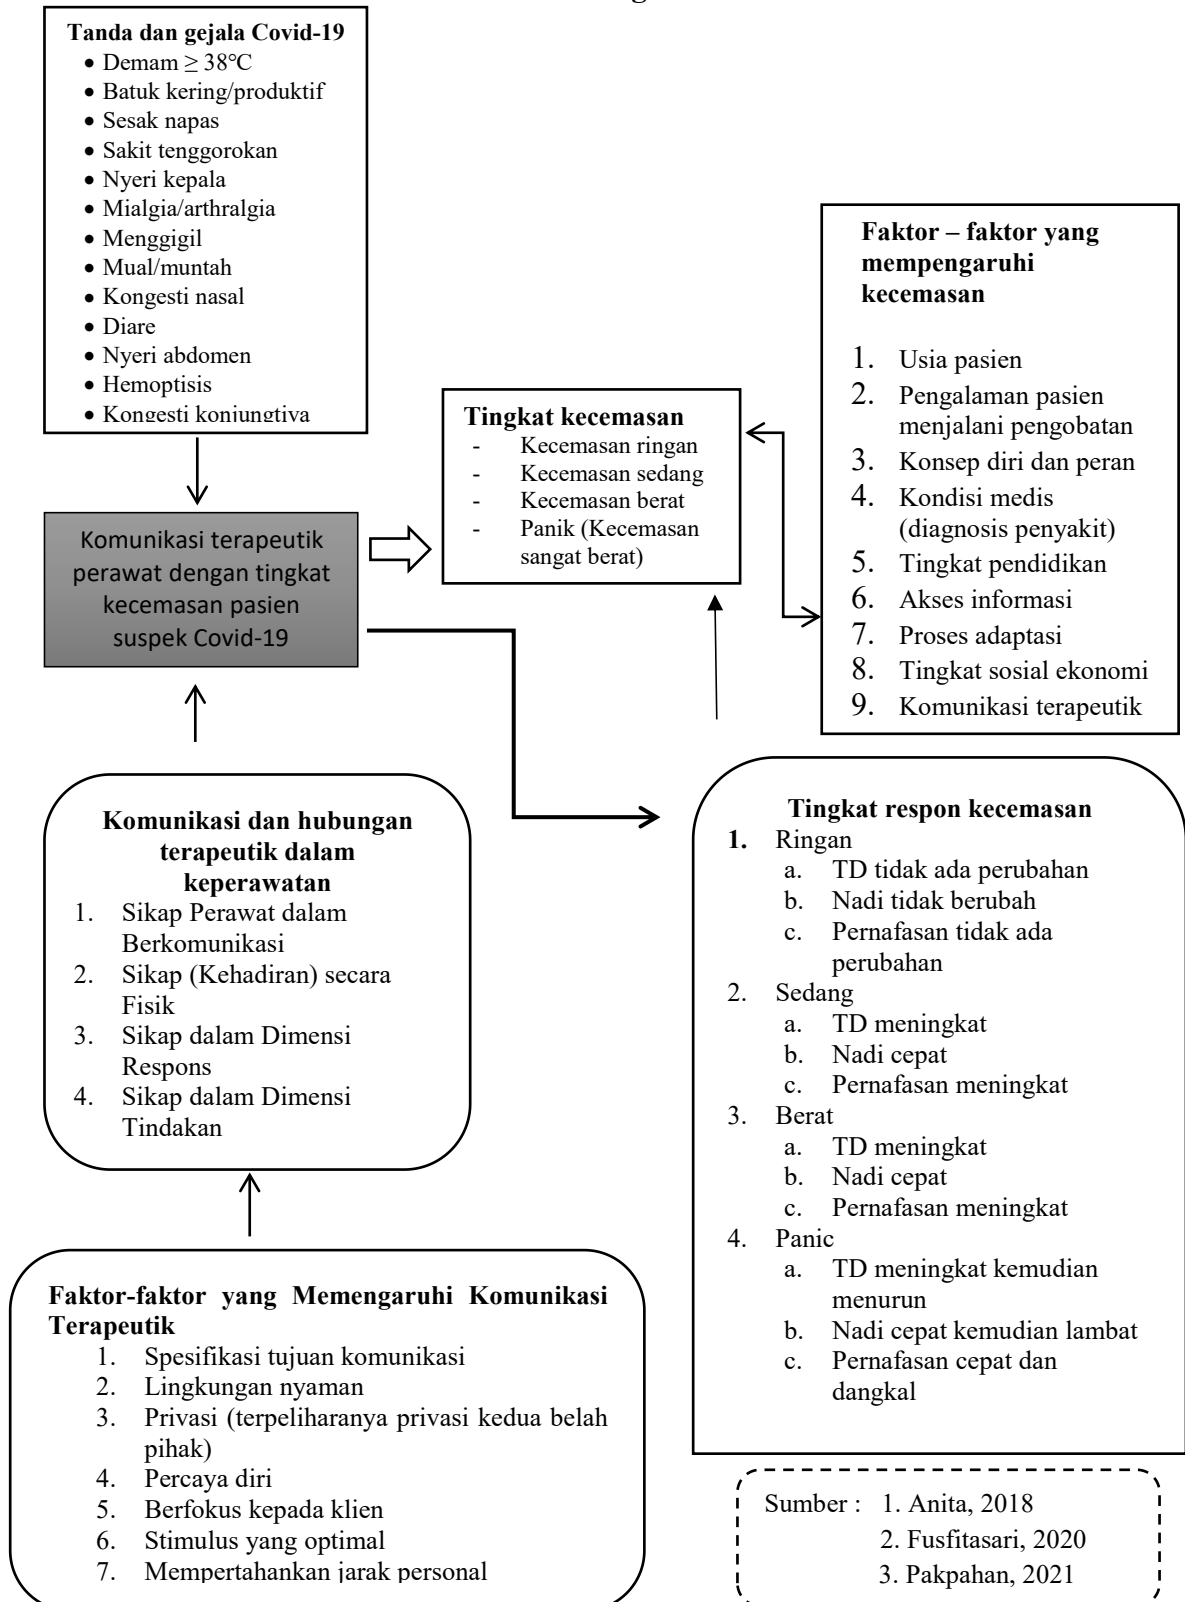 Tanda dan gejala Covid-19
• Demam ≥ 38°C
• Batuk kering/produktif
• Sesak napas
• Sakit tenggorokan
• Nyeri kepala
• Mialgia/arthralgia
• Menggigil
• Mual/muntah
• Kongesti nasal
• Diare
• Nyeri abdomen
• Hemoptisis
• Kongesti konjungtiva
Faktor – faktor yang
mempengaruhi
kecemasan
1. Usia pasien
2. Pengalaman pasien
menjalani pengobatan
3. Konsep diri dan peran
4. Kondisi medis
(diagnosis penyakit)
5. Tingkat pendidikan
6. Akses informasi
7. Proses adaptasi
8. Tingkat sosial ekonomi
9. Komunikasi terapeutik
Tingkat kecemasan
- Kecemasan ringan
- Kecemasan sedang
- Kecemasan berat
- Panik (Kecemasan
sangat berat)
Komunikasi terapeutik
perawat dengan tingkat
kecemasan pasien
suspek Covid-19
Komunikasi dan hubungan
terapeutik dalam
keperawatan
1. Sikap Perawat dalam
Berkomunikasi
2. Sikap (Kehadiran) secara
Fisik
3. Sikap dalam Dimensi
Respons
4. Sikap dalam Dimensi
Tindakan
Tingkat respon kecemasan
1. Ringan
a. TD tidak ada perubahan
b. Nadi tidak berubah
c. Pernafasan tidak ada
perubahan
2. Sedang
a. TD meningkat
b. Nadi cepat
c. Pernafasan meningkat
3. Berat
a. TD meningkat
b. Nadi cepat
c. Pernafasan meningkat
4. Panic
a. TD meningkat kemudian
menurun
b. Nadi cepat kemudian lambat
c. Pernafasan cepat dan
dangkal
Faktor-faktor yang Memengaruhi Komunikasi
Terapeutik
1. Spesifikasi tujuan komunikasi
2. Lingkungan nyaman
3. Privasi (terpeliharanya privasi kedua belah
pihak)
4. Percaya diri
5. Berfokus kepada klien
6. Stimulus yang optimal
7. Mempertahankan jarak personal
Sumber : 1. Anita, 2018
2. Fusfitasari, 2020
3. Pakpahan, 2021